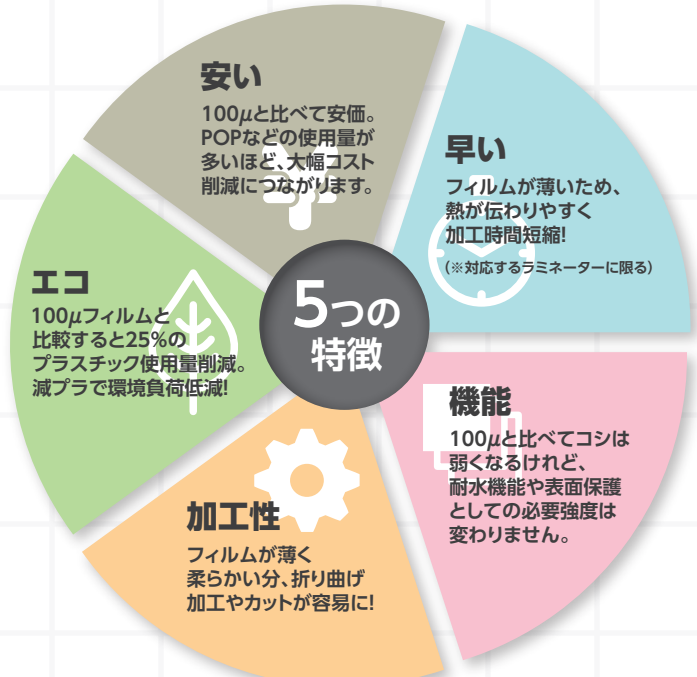 5つの
特徴
安い
100μと比べて安価。
POPなどの使用量が
多いほど、大幅コスト
削減につながります。
早い
フィルムが薄いため、
熱が伝わりやすく
加工時間短縮!
(※対応するラミネーターに限る)
機能
100μと比べてコシは
弱くなるけれど、
耐水機能や表面保護
としての必要強度は
変わりません。
加工性
フィルムが薄く
柔らかい分、折り曲げ
加工やカットが容易に!
エコ
100μフィルムと
比較すると25%の
プラスチック使用量削減。
減プラで環境負荷低減!